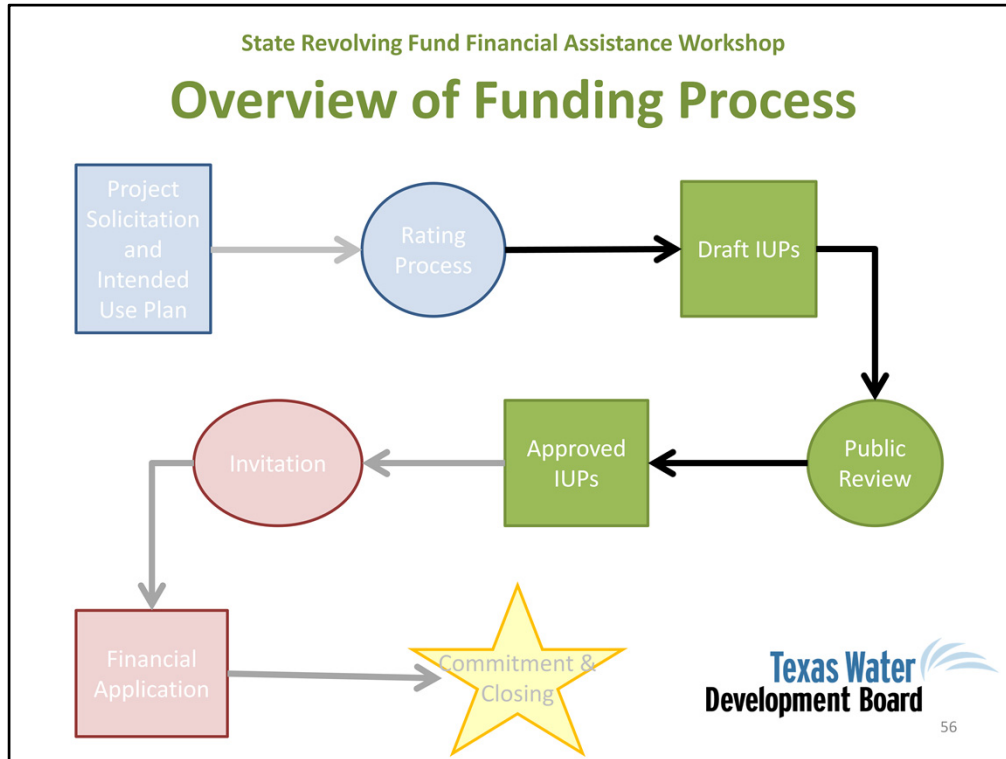 State Revolving Fund Financial Assistance Workshop
Overview of Funding Process
Project
Solicitation
and
Intended
Use Plan
Rating
Process
Draft IUPs
Public
Review
Approved
IUPs
Invitation
Financial
Application
Commitment &
Closing
Texas Water
Development Board
56